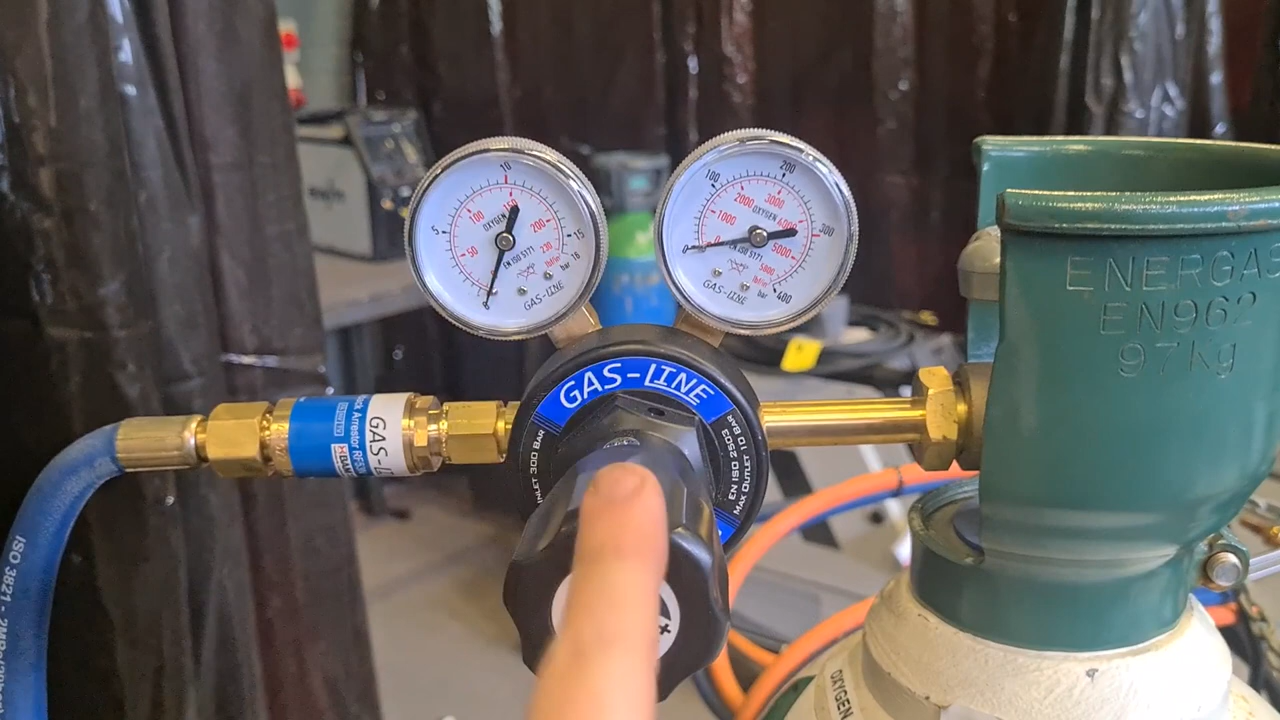 10
5
100
150
200
OXYGEN
15
50
230
EN ISO 5171
lbf/in²
bar
16
0
GAS-LINE
200
100
2000
3000
300
1000
OXYGEN
4000
0
EN ISO 5171
5000
5800
lbf/in²
bar
400
GAS-LINE
ENERGAS
EN962
97Kg
GAS-LINE
INLET 300 BAR
EN ISO 2503
MAX OUTLET 10 BAR
GAS-LI
Arrestor
ISO 3821 - 2MPa
OXYGEN